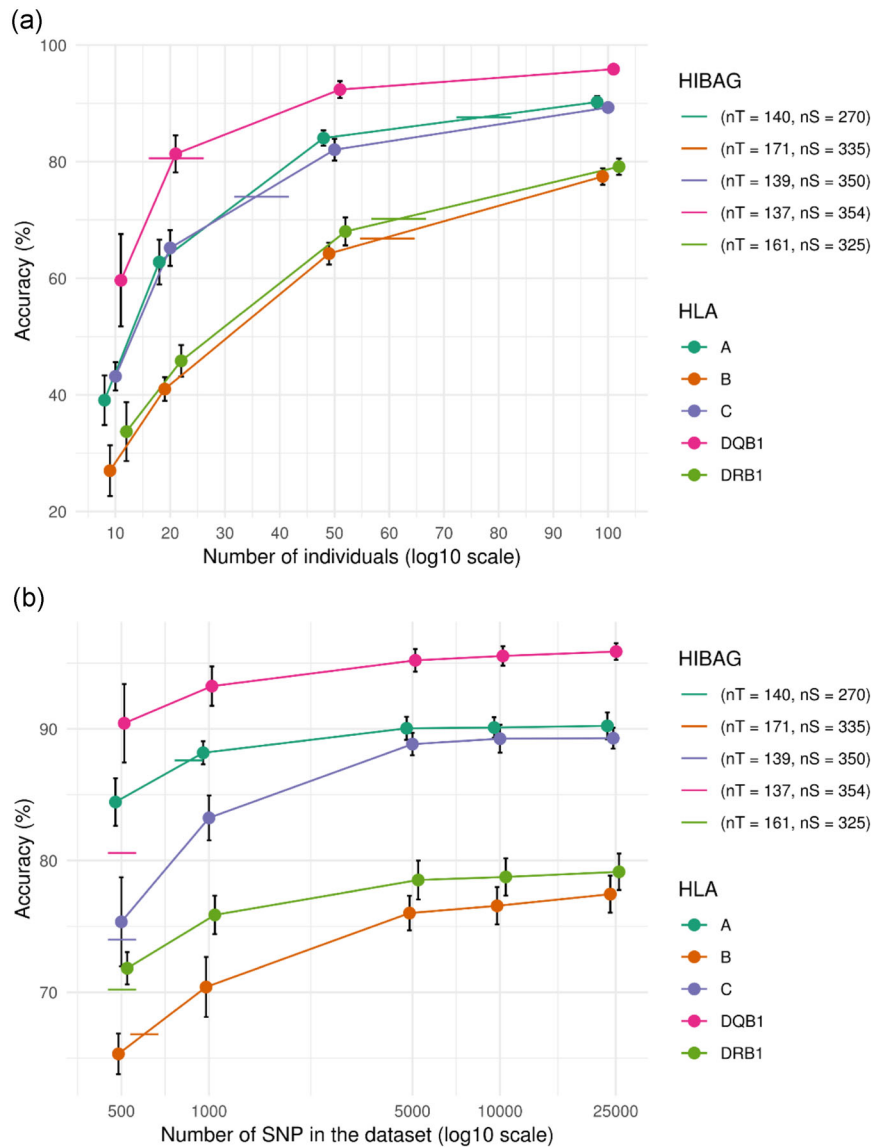 (a)
100
80
60
40
20
Accuracy (%)
10 20 30 40 50 60 70 80 90 100
Number of individuals (log10 scale)
HIBAG
(nT = 140, nS = 270)
(nT = 171, nS = 335)
(nT = 139, nS = 350)
(nT = 137, nS = 354)
(nT = 161, nS = 325)
HLA
A
B
C
DQB1
DRB1
(b)
90
80
70
Accuracy (%)
500 1000 5000 10000 25000
Number of SNP in the dataset (log10 scale)
HIBAG
(nT = 140, nS = 270)
(nT = 171, nS = 335)
(nT = 139, nS = 350)
(nT = 137, nS = 354)
(nT = 161, nS = 325)
HLA
A
B
C
DQB1
DRB1